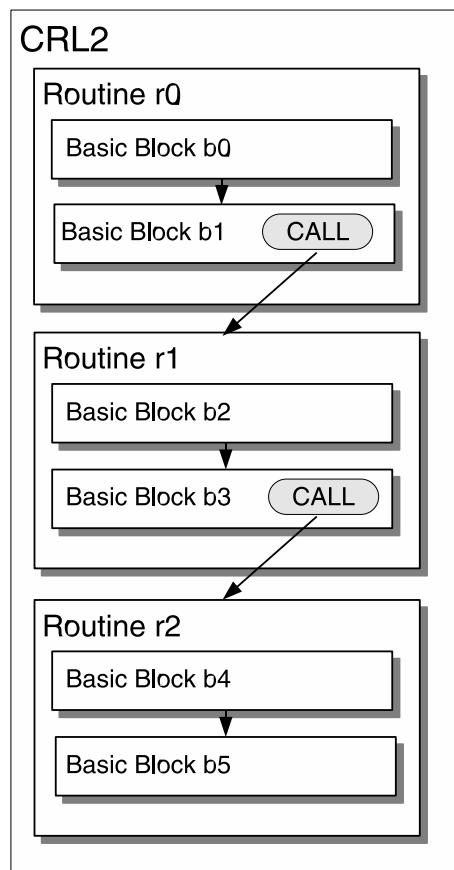 CRL2
Routine r0
Basic Block b0
Basic Block b1 CALL
Routine r1
Basic Block b2
Basic Block b3 CALL
Routine r2
Basic Block b4
Basic Block b5